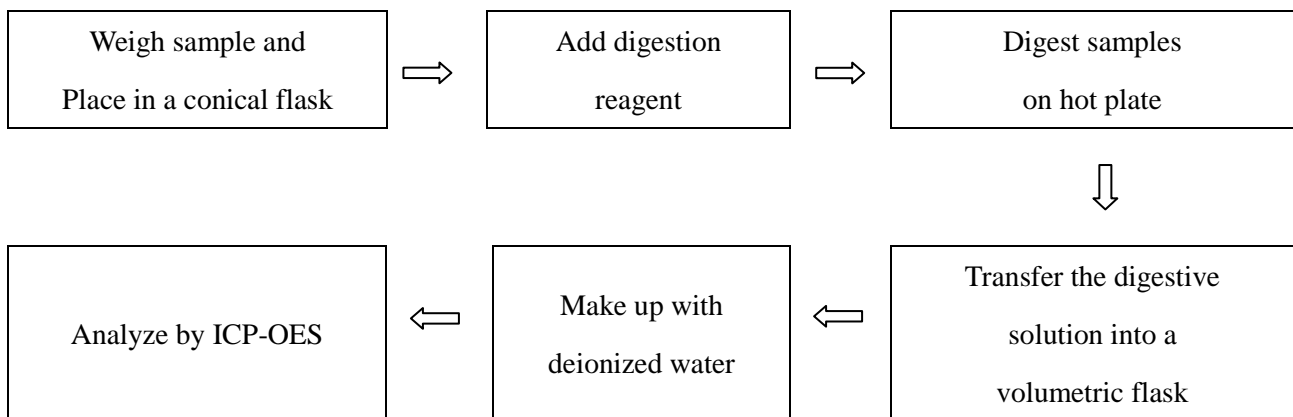 Weigh sample and
Place in a conical flask
Add digestion
reagent
Digest samples
on hot plate
Transfer the digestive
solution into a
volumetric flask
Make up with
deionized water
Analyze by ICP-OES